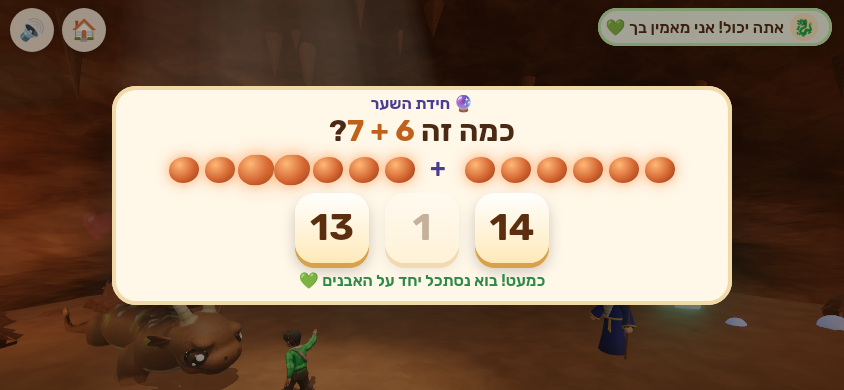 אתה יכול! אני מאמין בך 💚
🔮 חידת השער
כמה זה 6 + 7?
+
14 1 13
כמעט! בוא נסתכל יחד על האבנים 💚